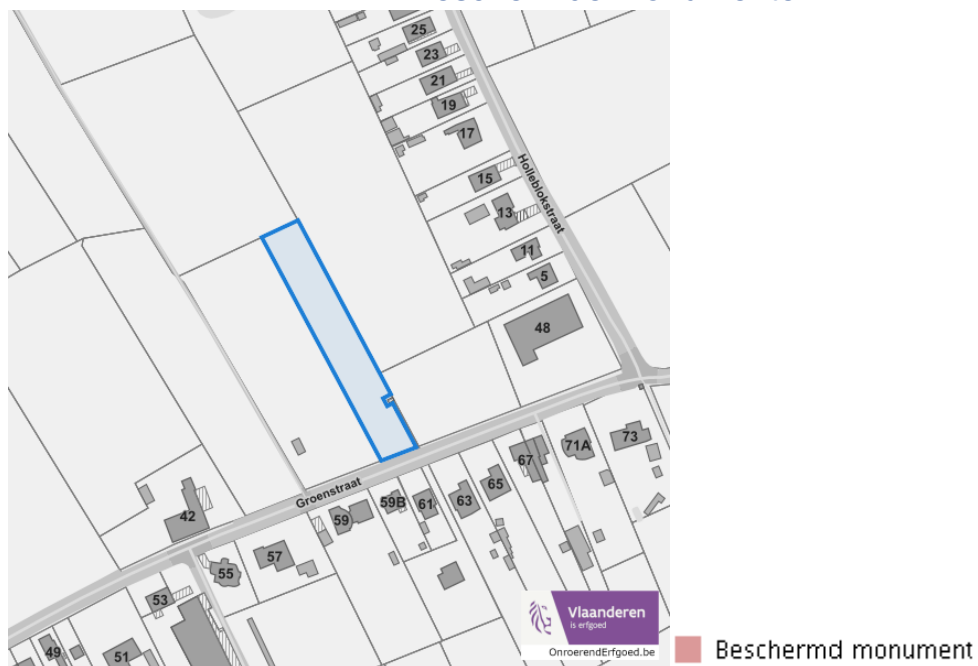 25
23
21
19
17
15
13
11
5
48
Holleblokstraat
Groenstraat
42
59
59B
61
63
65
67
71A
73
57
55
53
51
49
Vlaanderen
is erfgoed
OnroerendErfgoed.be
Beschermd monument